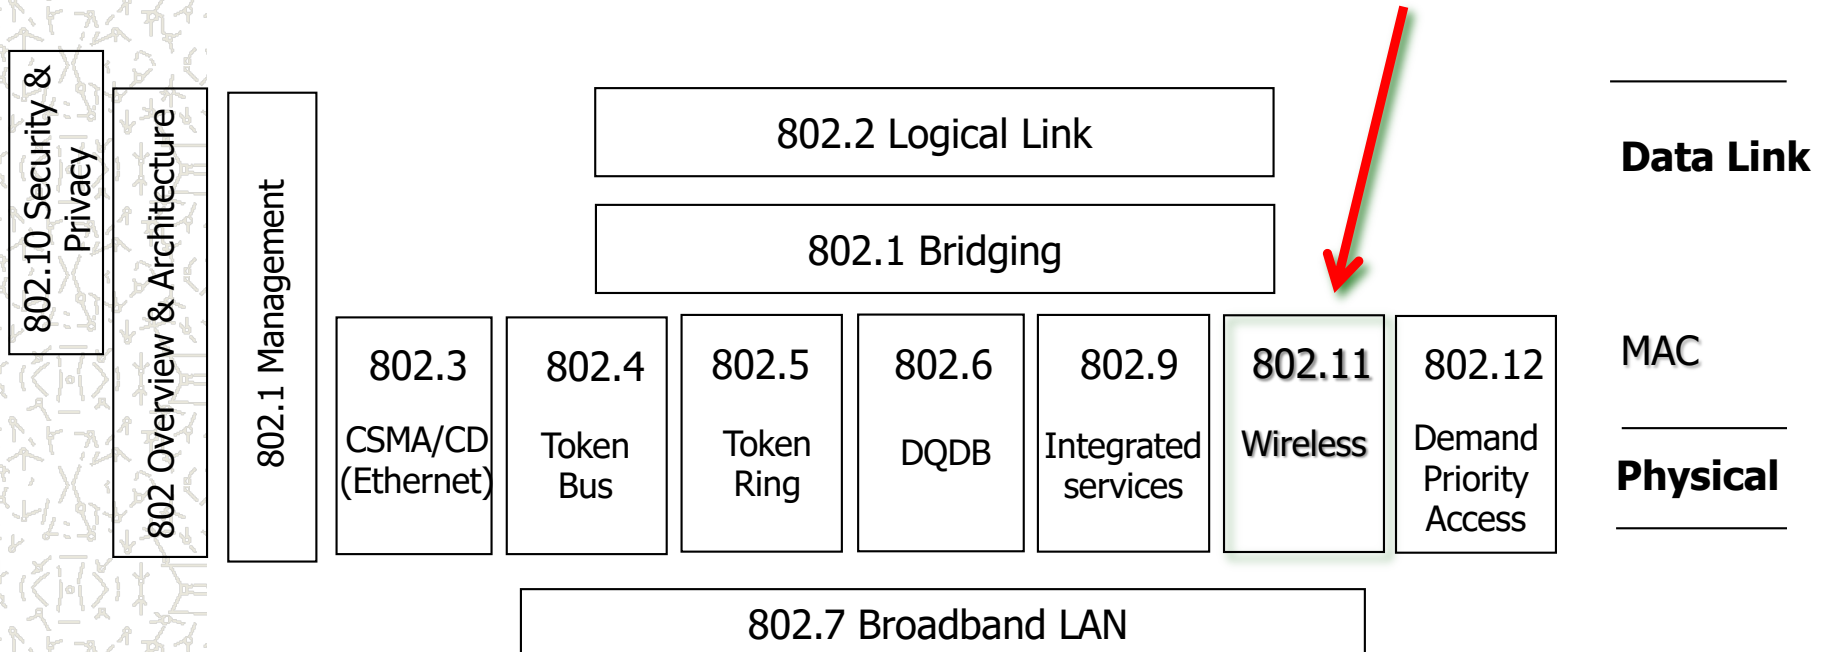 802.10 Security &
Privacy
802 Overview & Architecture
802.1 Management
802.2 Logical Link
802.1 Bridging
802.3
CSMA/CD
(Ethernet)
802.4
Token
Bus
802.5
Token
Ring
802.6
DQDB
802.9
Integrated
services
802.11
Wireless
802.12
Demand
Priority
Access
802.7 Broadband LAN
Data Link
MAC
Physical